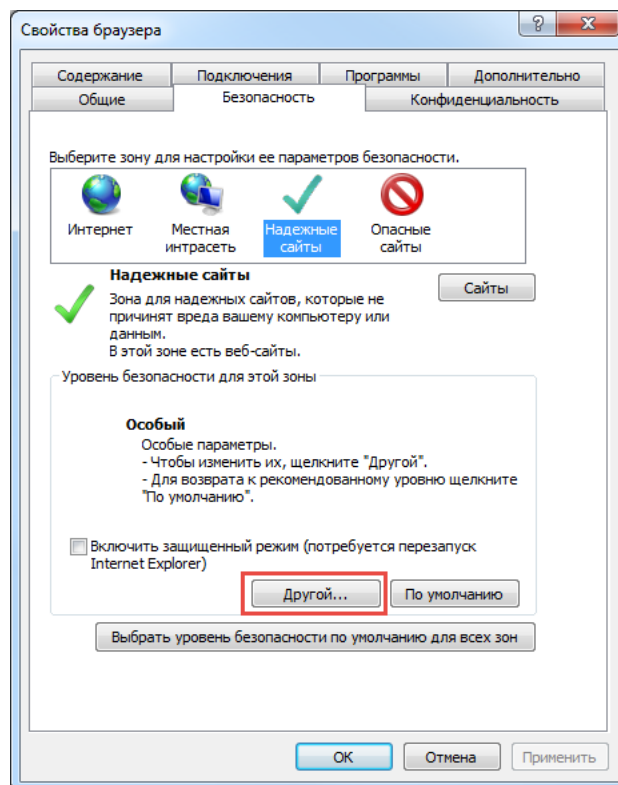 Свойства браузера
Содержание Подключения Программы Дополнительно
Общие Безопасность Конфиденциальность
Выберите зону для настройки ее параметров безопасности.
Интернет Местная интрасеть Надежные сайты Опасные сайты
Надежные сайты
Сайты
Зона для надежных сайтов, которые не
причинят вреда вашему компьютеру или
данным.
В этой зоне есть веб-сайты.
Уровень безопасности для этой зоны
Особый
Особые параметры.
- Чтобы изменить их, щелкните "Другой".
- Для возврата к рекомендованному уровню щелкните
"По умолчанию".
Включить защищенный режим (потребуется перезапуск
Internet Explorer)
Другой... По умолчанию
Выбрать уровень безопасности по умолчанию для всех зон
ОК Отмена Применить